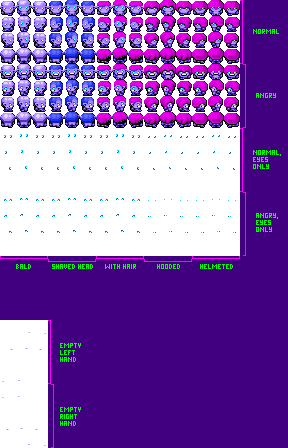 NORMAL
ANGRY
NORMAL,
EYES
ONLY
ANGRY,
EYES
ONLY
BALD SHAVED HEAD WITH HAIR HOODED HELMETED
EMPTY
LEFT
HAND
EMPTY
RIGHT
HAND